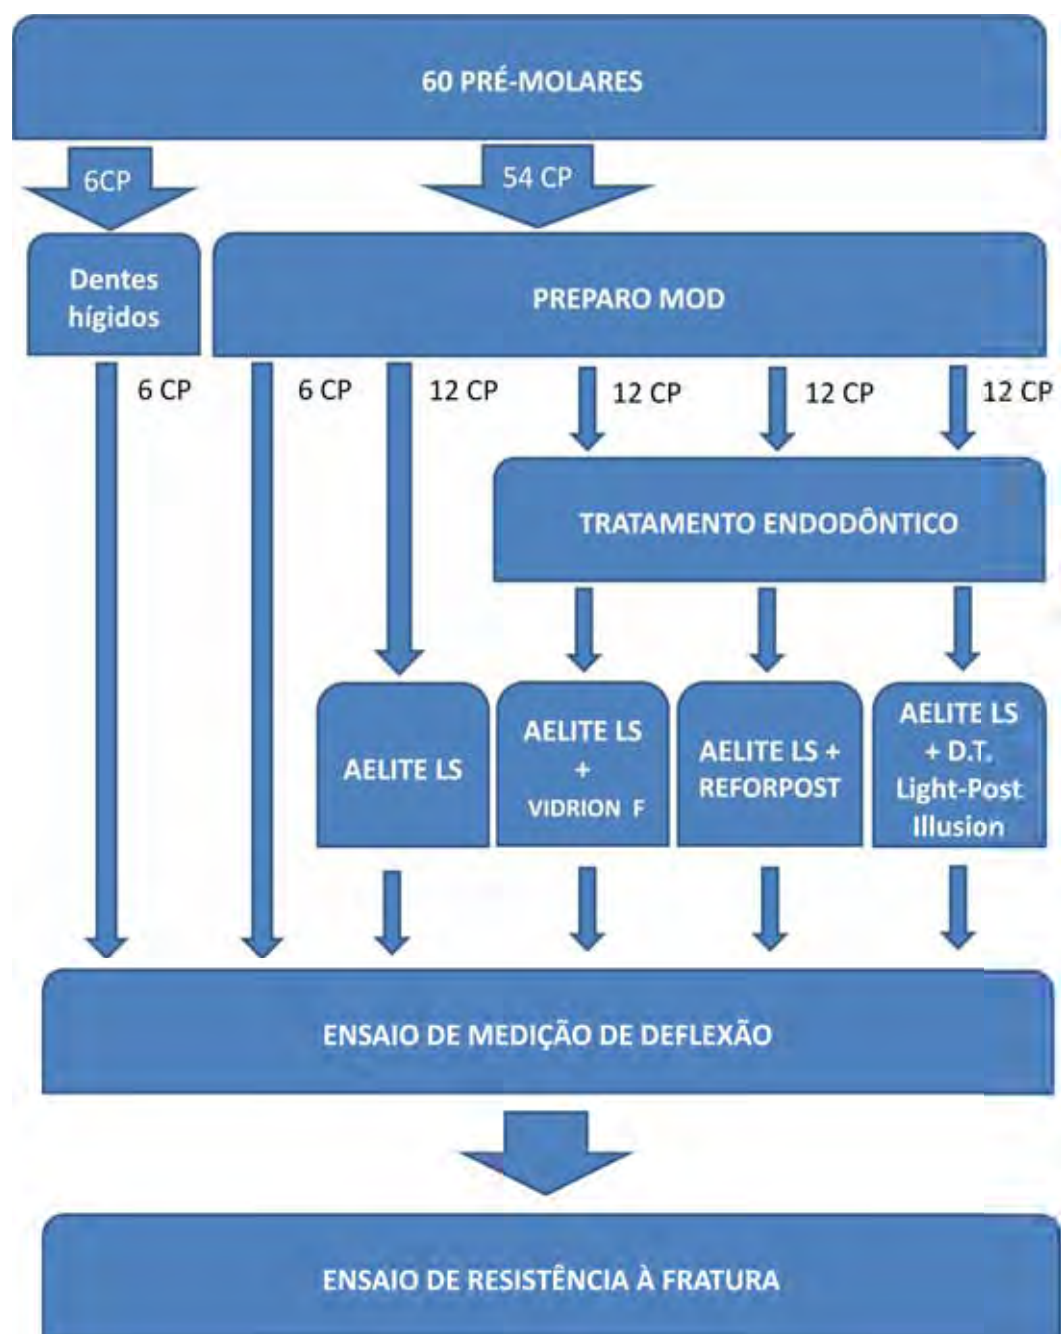 60 PRÉ-MOLARES
6CP
54 CP
Dentes
hígidos
PREPARO MOD
6 CP
6 CP
12 CP
12 CP
12 CP
12 CP
TRATAMENTO ENDODÔNTICO
AELITE LS
AELITE LS
+
VIDRION F
AELITE LS +
REFORPOST
AELITE LS
+ D.T.
Light-Post
Illusion
ENSAIO DE MEDIÇÃO DE DEFLEXÃO
ENSAIO DE RESISTÊNCIA À FRATURA